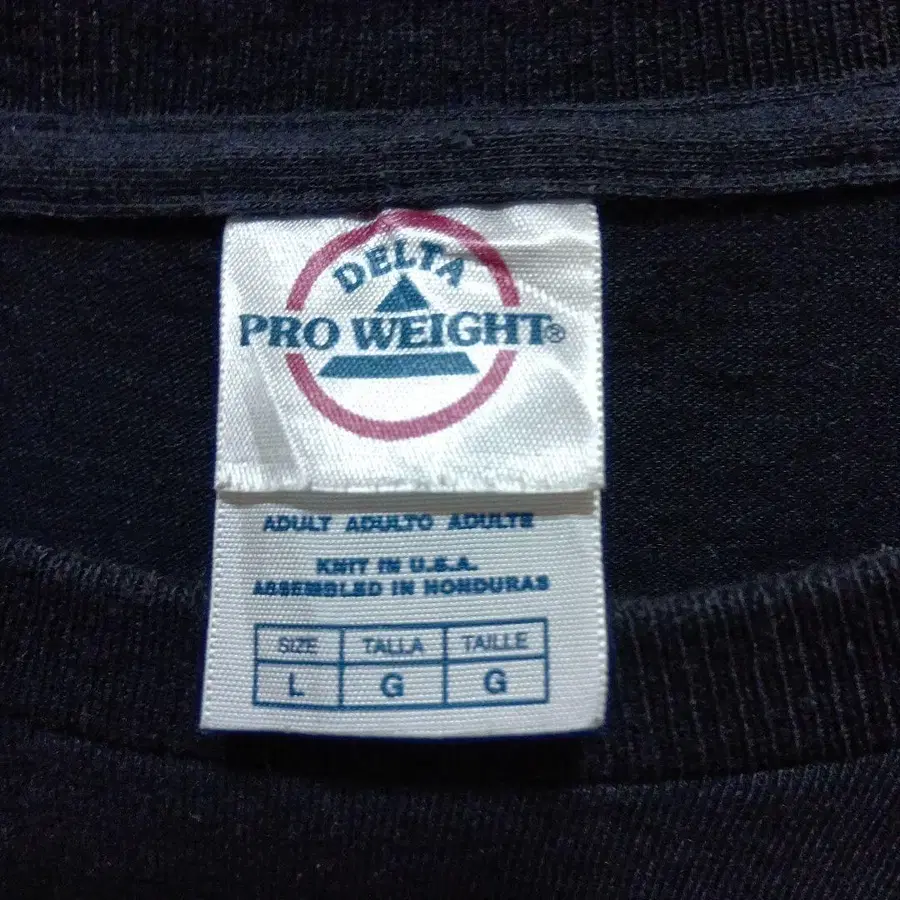 DELTA
PRO WEIGHT®
ADULT ADULTO ADULTE
KNIT IN U.S.A.
ASSEMBLED IN HONDURAS
SIZE TALLA TAILLE
L G G